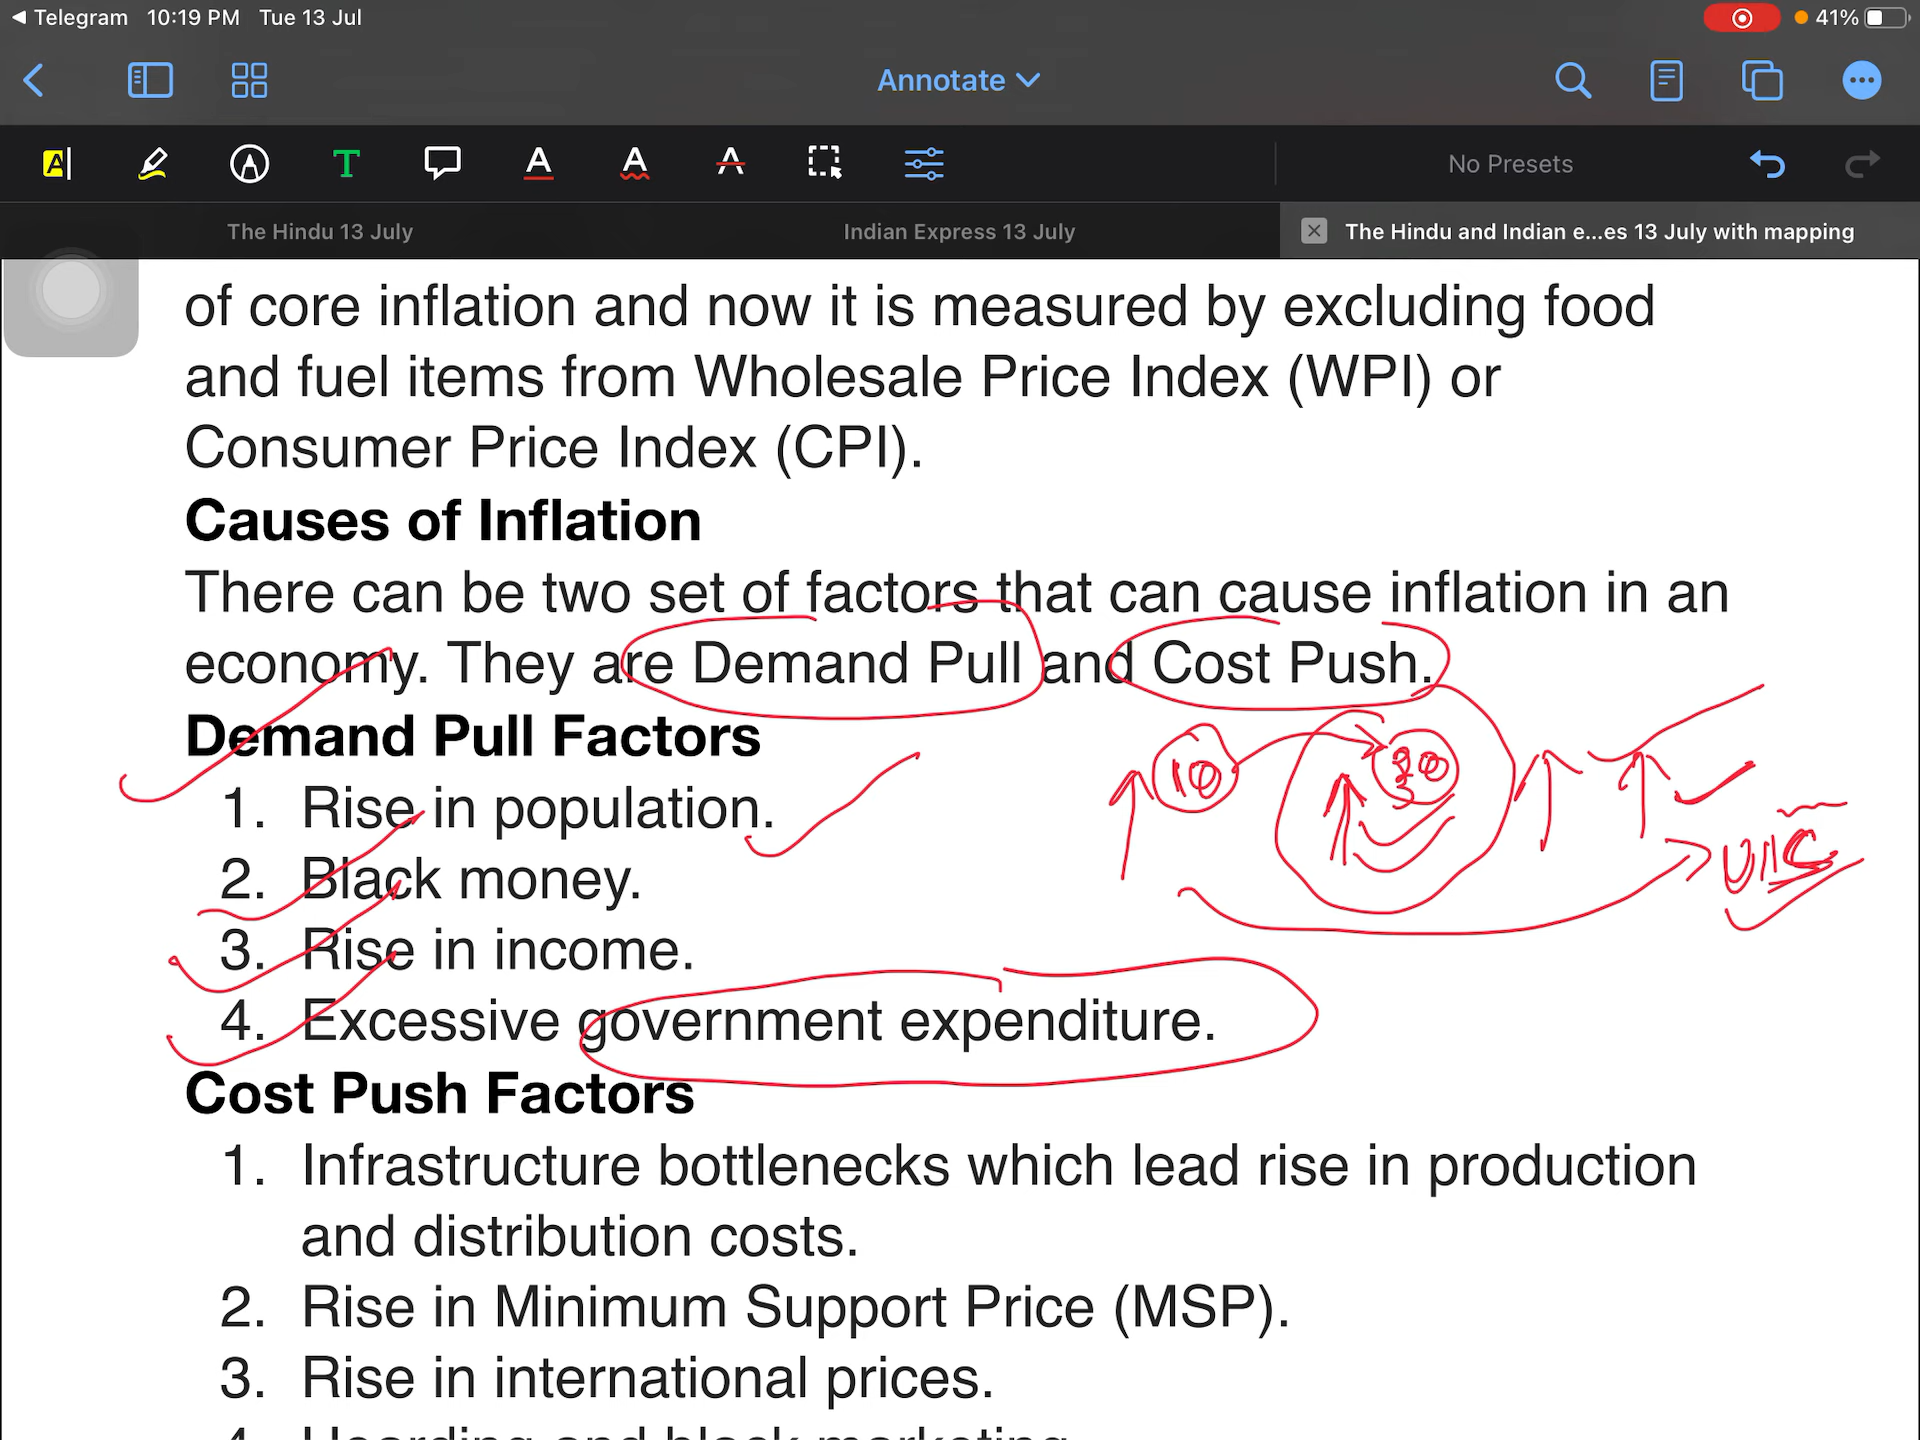 Telegram 10:19 PM Tue 13 Jul 41%
Annotate
A T A A A No Presets
The Hindu 13 July Indian Express 13 July The Hindu and Indian e...es 13 July with mapping
of core inflation and now it is measured by excluding food
and fuel items from Wholesale Price Index (WPI) or
Consumer Price Index (CPI).
Causes of Inflation
There can be two set of factors that can cause inflation in an
economy. They are Demand Pull and Cost Push.
Demand Pull Factors
10
1. Rise in population.
2. Black money.
3. Rise in income.
4. Excessive government expenditure.
Cost Push Factors
1. Infrastructure bottlenecks which lead rise in production
and distribution costs.
2. Rise in Minimum Support Price (MSP).
3. Rise in international prices.
4. Hoarding and black marketing